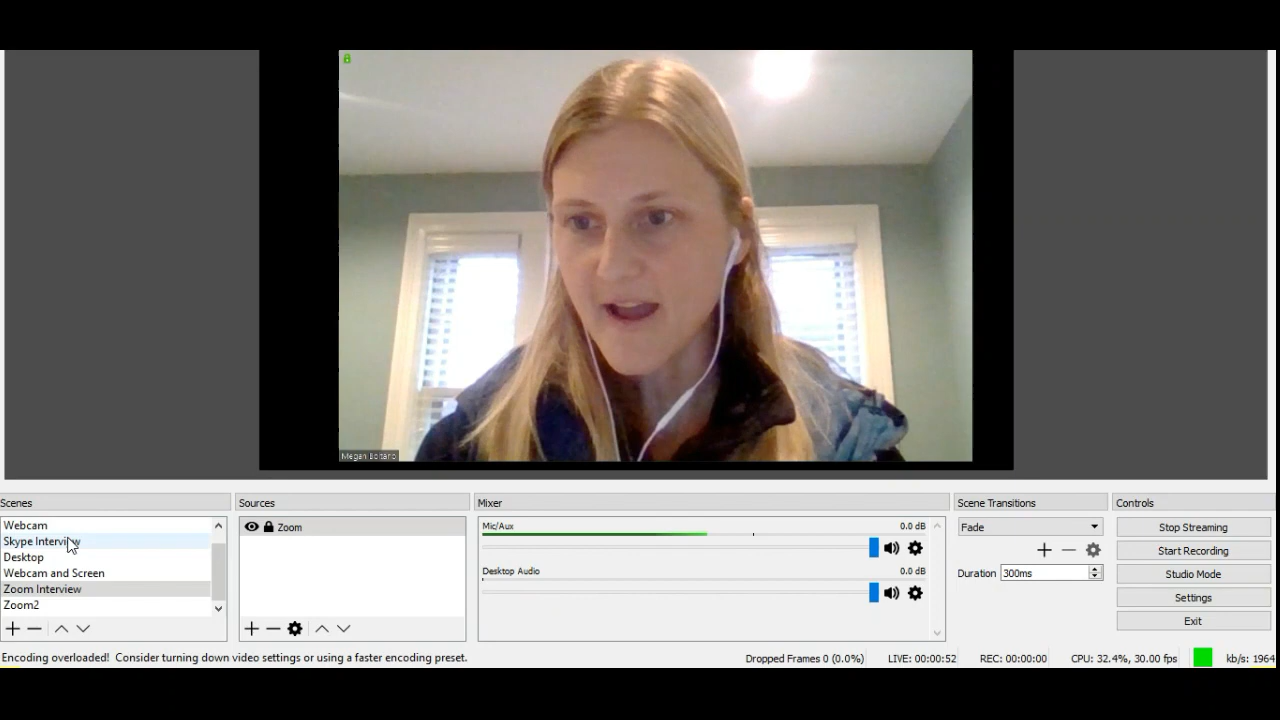 Megan Boitano
Scenes
Sources
Mixer
Scene Transitions
Controls
Webcam
Skype Interview
Desktop
Webcam and Screen
Zoom Interview
Zoom2
Zoom
Mic/Aux
0.0 dB
Desktop Audio
0.0 dB
Fade
Duration 300ms
Stop Streaming
Start Recording
Studio Mode
Settings
Exit
Encoding overloaded! Consider turning down video settings or using a faster encoding preset.
Dropped Frames 0 (0.0%)
LIVE: 00:00:52
REC: 00:00:00
CPU: 32.4%, 30.00 fps
kb/s: 1964